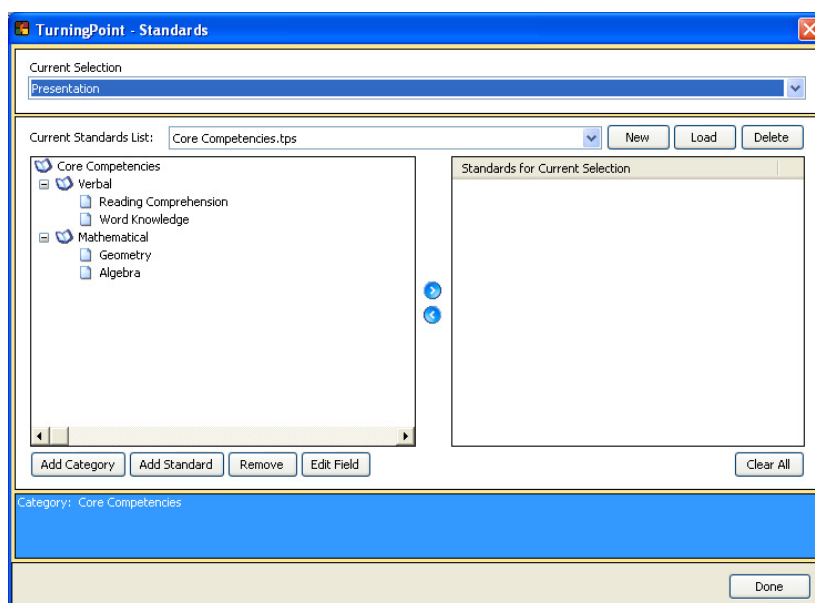 TurningPoint - Standards
Current Selection
Presentation
Current Standards List: Core Competencies.tps New Load Delete
Core Competencies
Verbal
Reading Comprehension
Word Knowledge
Mathematical
Geometry
Algebra
Standards for Current Selection
Add Category Add Standard Remove Edit Field Clear All
Category: Core Competencies
Done